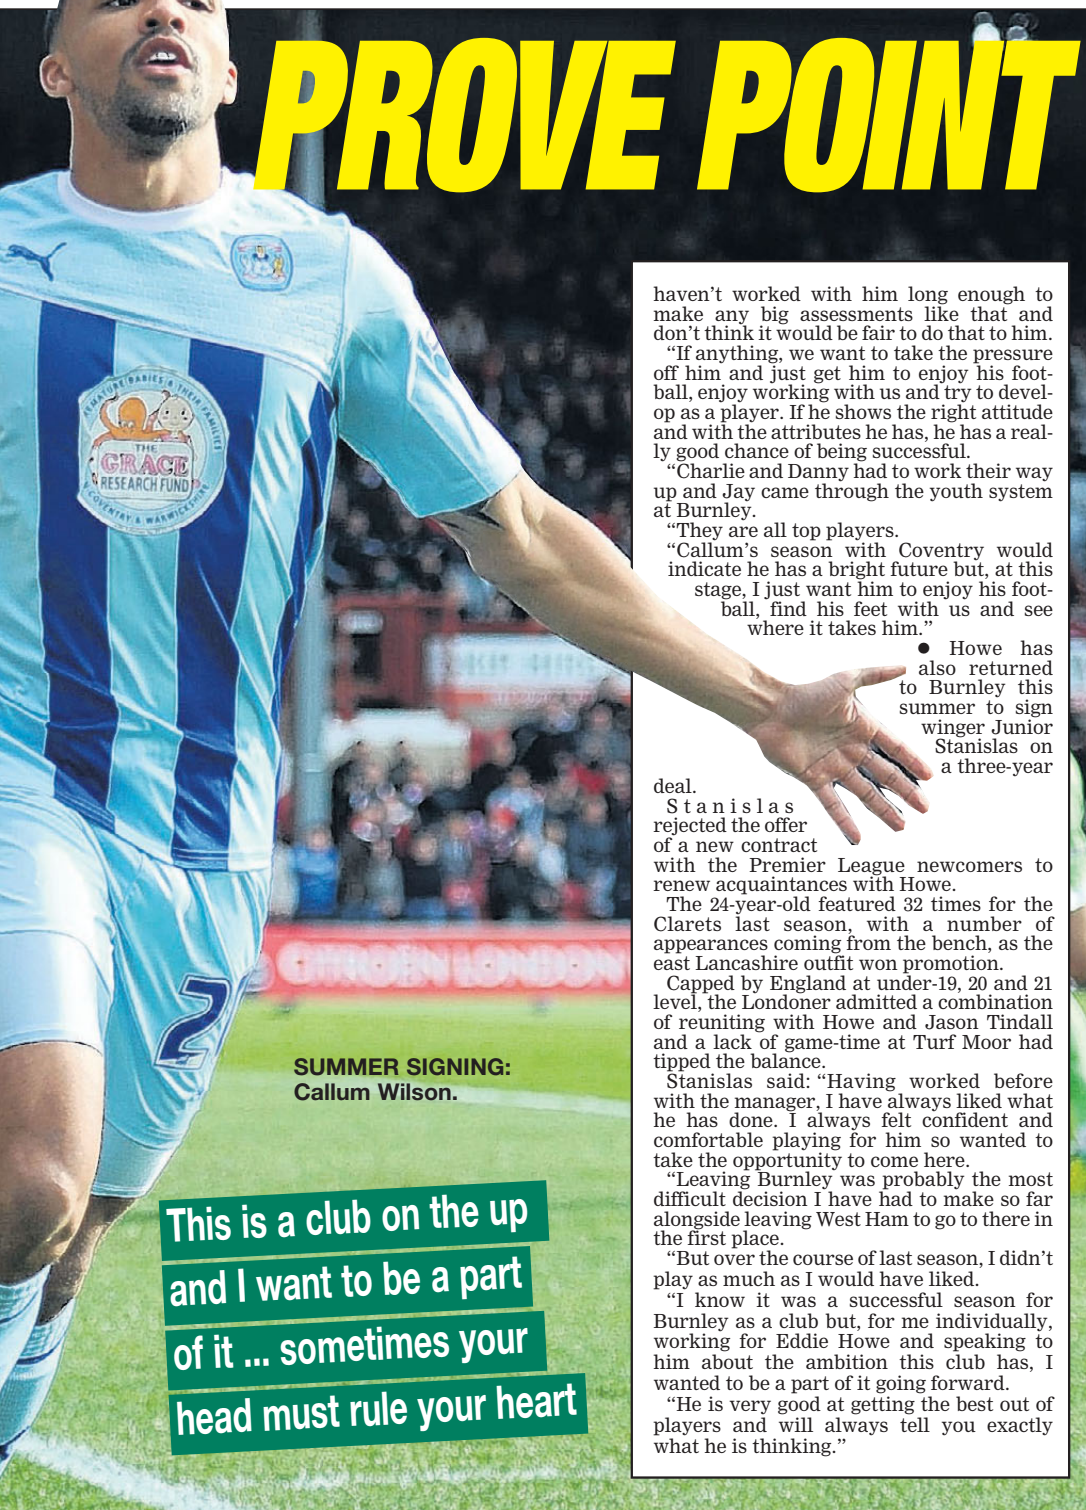 PROVE POINT
THE
GRACE
RESEARCH FUND
COVENTRY & WARWICKSHIRE
2
CITROËN LONDON
SUMMER SIGNING:
Callum Wilson.
This is a club on the up
and I want to be a part
of it ... sometimes your
head must rule your heart
haven’t worked with him long enough to
make any big assessments like that and
don’t think it would be fair to do that to him.
“If anything, we want to take the pressure
off him and just get him to enjoy his foot-
ball, enjoy working with us and try to devel-
op as a player. If he shows the right attitude
and with the attributes he has, he has a real-
ly good chance of being successful.
“Charlie and Danny had to work their way
up and Jay came through the youth system
at Burnley.
“They are all top players.
“Callum’s season with Coventry would
indicate he has a bright future but, at this
stage, I just want him to enjoy his foot-
ball, find his feet with us and see
where it takes him.”
● Howe has
also returned
to Burnley this
summer to sign
winger Junior
Stanislas on
a three-year
deal.
Stanislas
rejected the offer
of a new contract
with the Premier League newcomers to
renew acquaintances with Howe.
The 24-year-old featured 32 times for the
Clarets last season, with a number of
appearances coming from the bench, as the
east Lancashire outfit won promotion.
Capped by England at under-19, 20 and 21
level, the Londoner admitted a combination
of reuniting with Howe and Jason Tindall
and a lack of game-time at Turf Moor had
tipped the balance.
Stanislas said: “Having worked before
with the manager, I have always liked what
he has done. I always felt confident and
comfortable playing for him so wanted to
take the opportunity to come here.
“Leaving Burnley was probably the most
difficult decision I have had to make so far
alongside leaving West Ham to go to there in
the first place.
“But over the course of last season, I didn’t
play as much as I would have liked.
“I know it was a successful season for
Burnley as a club but, for me individually,
working for Eddie Howe and speaking to
him about the ambition this club has, I
wanted to be a part of it going forward.
“He is very good at getting the best out of
players and will always tell you exactly
what he is thinking.”